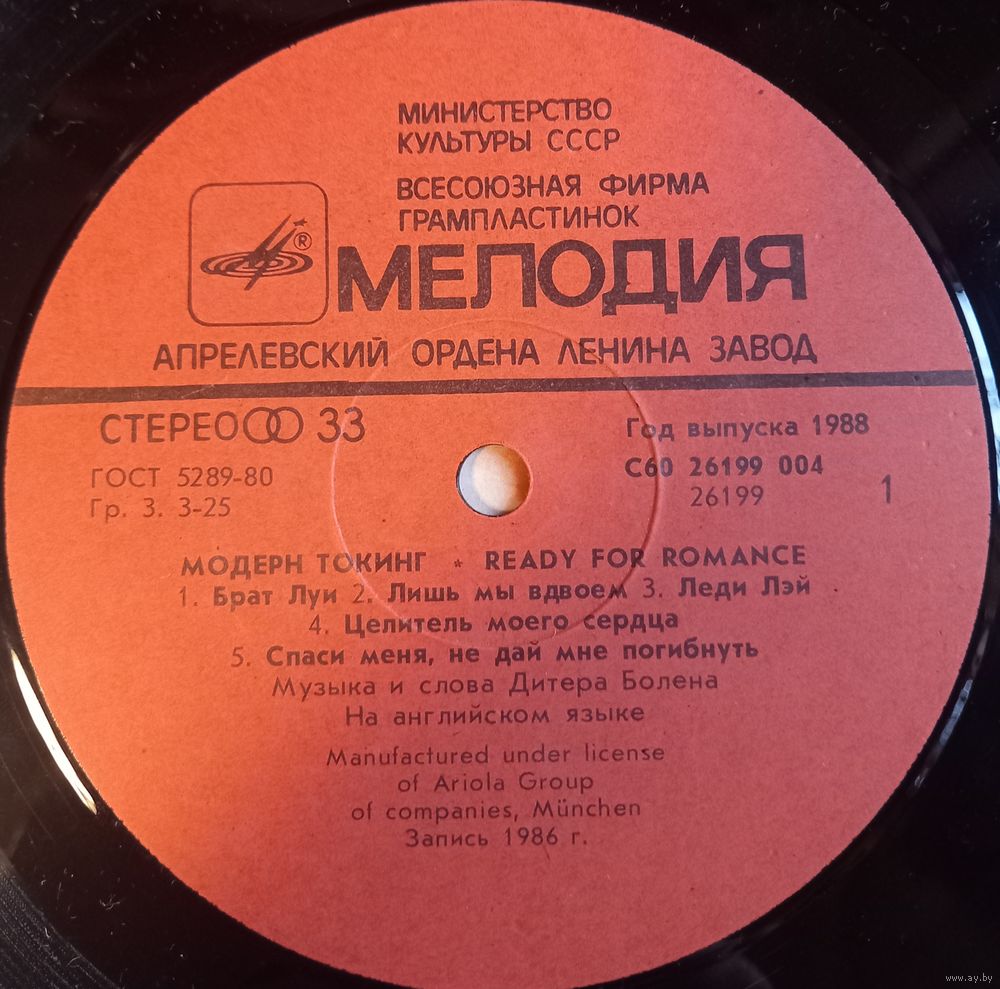 МИНИСТЕРСТВО
КУЛЬТУРЫ СССР
ВСЕСОЮЗНАЯ ФИРМА
ГРАМПЛАСТИНОК
®
МЕЛОДИЯ
АПРЕЛЕВСКИЙ ОРДЕНА ЛЕНИНА ЗАВОД
СТЕРЕО 33
Год выпуска 1988
ГОСТ 5289-80
С60 26199 004
Гр. 3. 3-25
26199
1
МОДЕРН ТОКИНГ * READY FOR ROMANCE
1. Брат Луи 2. Лишь мы вдвоем 3. Леди Лэй
4. Целитель моего сердца
5. Спаси меня, не дай мне погибнуть
Музыка и слова Дитера Болена
На английском языке
Manufactured under license
of Ariola Group
of companies, München
Запись 1986 г.
www.ay.by